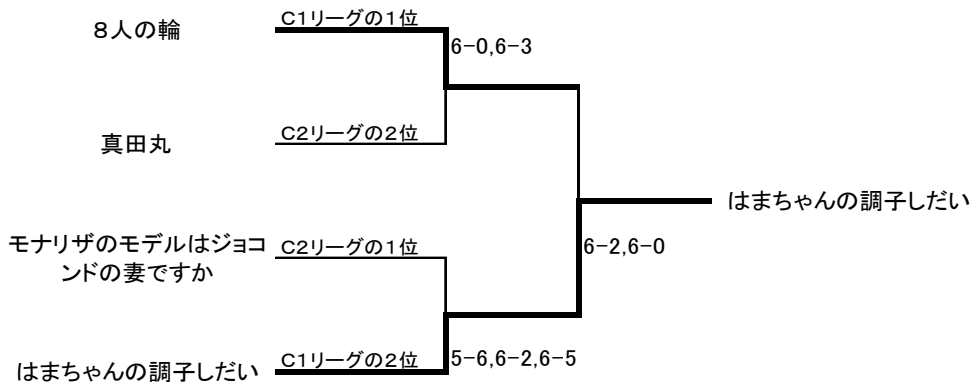 8人の輪
C1リーグの1位
6-0,6-3
真田丸
C2リーグの2位
はまちゃんの調子しだい
モナリザのモデルはジョコ
ンドの妻ですか
C2リーグの1位
6-2,6-0
はまちゃんの調子しだい
C1リーグの2位
5-6,6-2,6-5